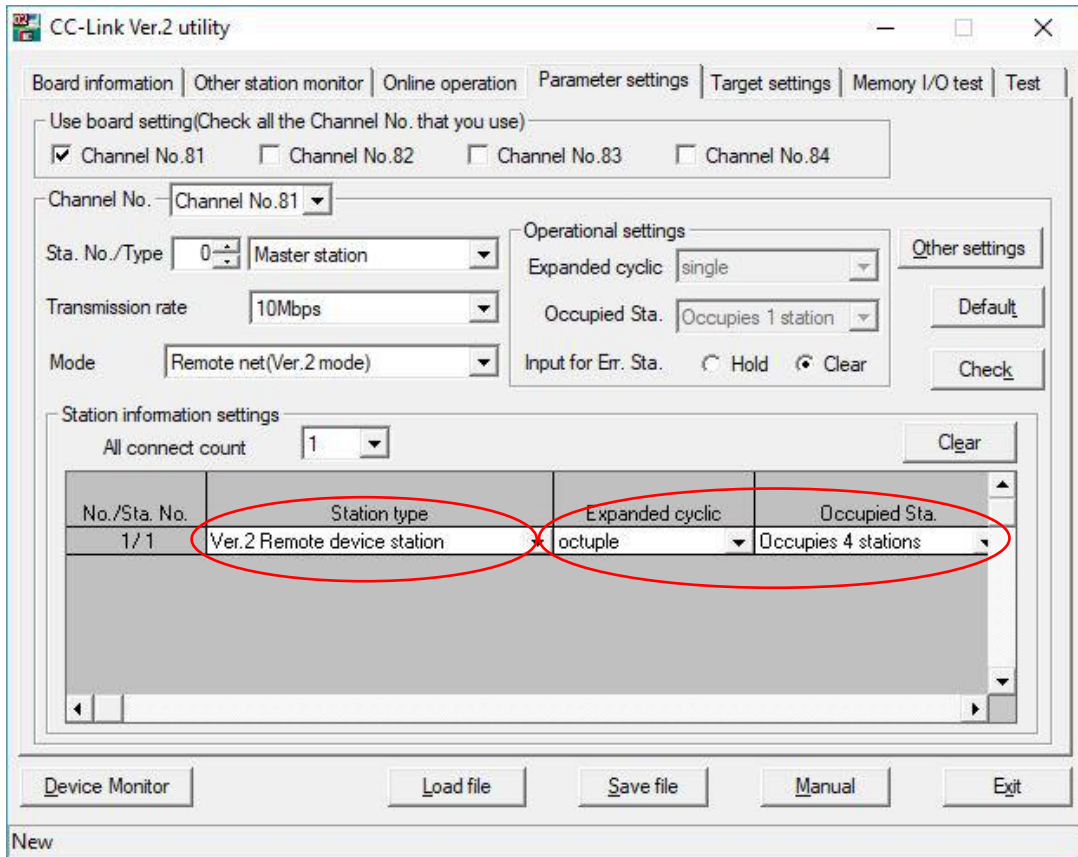 CC-Link Ver.2 utility
Board information Other station monitor Online operation Parameter settings Target settings Memory I/O test Test
Use board setting(Check all the Channel No. that you use)
Channel No.81 Channel No.82 Channel No.83 Channel No.84
Channel No. Channel No.81
Sta. No./Type 0 Master station
Transmission rate 10Mbps
Mode Remote net(Ver.2 mode)
Operational settings
Expanded cyclic single
Occupied Sta. Occupies 1 station
Input for Err. Sta. Hold Clear
Other settings
Default
Check
Station information settings
All connect count 1
Clear
No./Sta. No. Station type Expanded cyclic Occupied Sta.
1/ 1 Ver.2 Remote device station octuple Occupies 4 stations
Device Monitor Load file Save file Manual Exit
New